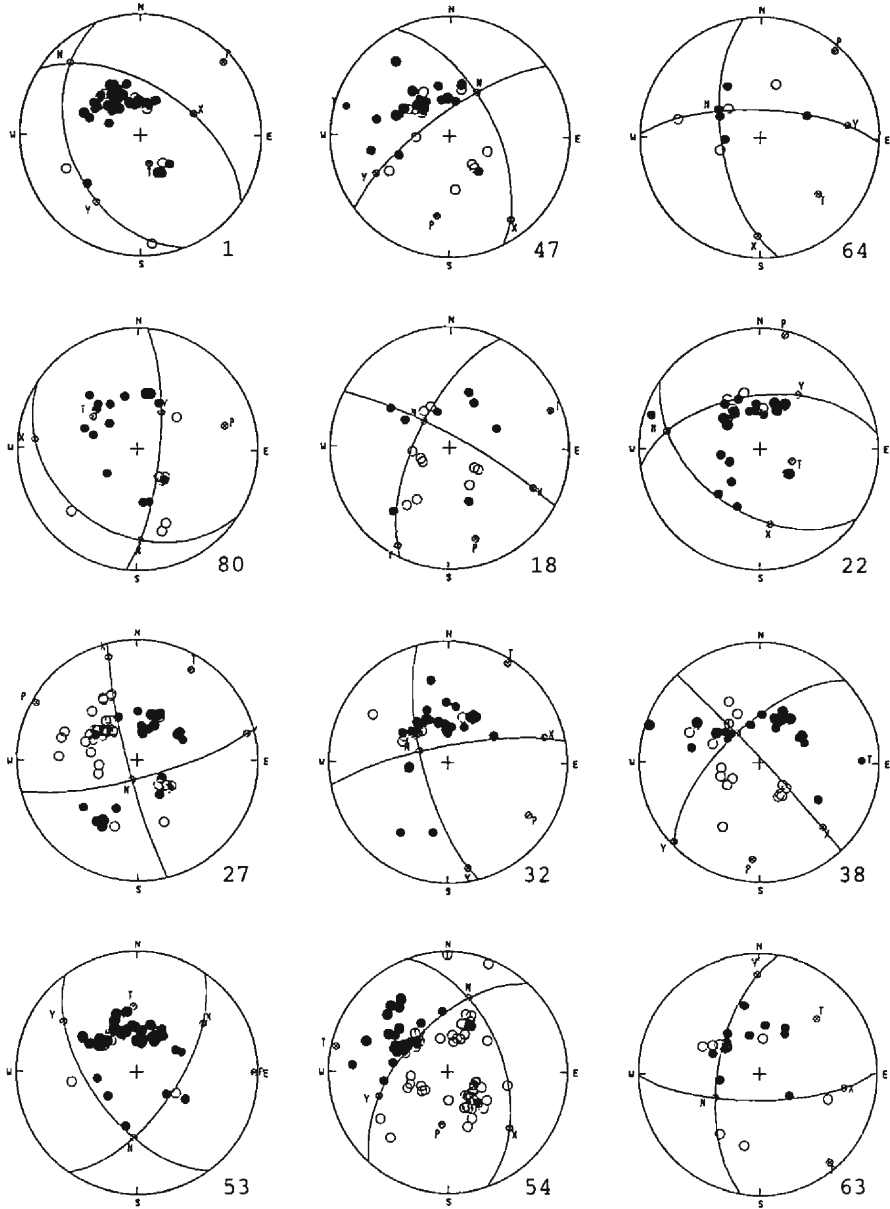 N N N
P N P
N T N
X W E W E Y
W E Y N
Y T T
P X X
S S S
1 47 64
N N N
P
Y Y
T P N T N
X W E W E W E
T
X X
X T P
S S S
80 18 22
N N N
X T T
P
X
W E W E W E T
N N
Y X
P
Y P
S S S
27 32 38
N N N
Y
T N
Y X T T
W E W E W E
P
Y X
N P X N
S S S
53 54 63